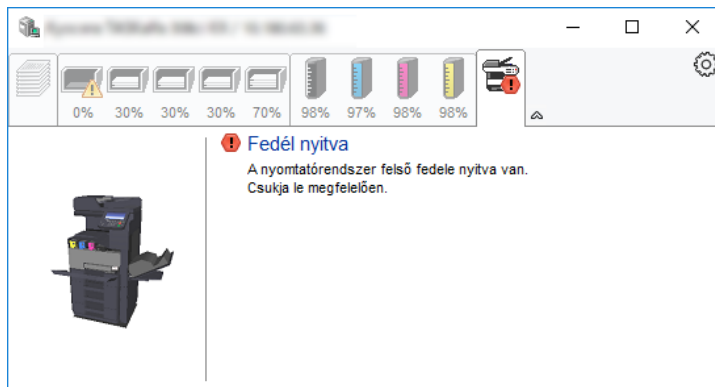 0% 30% 30% 30% 70% 98% 97% 98% 98%
Fedél nyitva
A nyomtatórendszer felső fedele nyitva van.
Csukja le megfelelően.